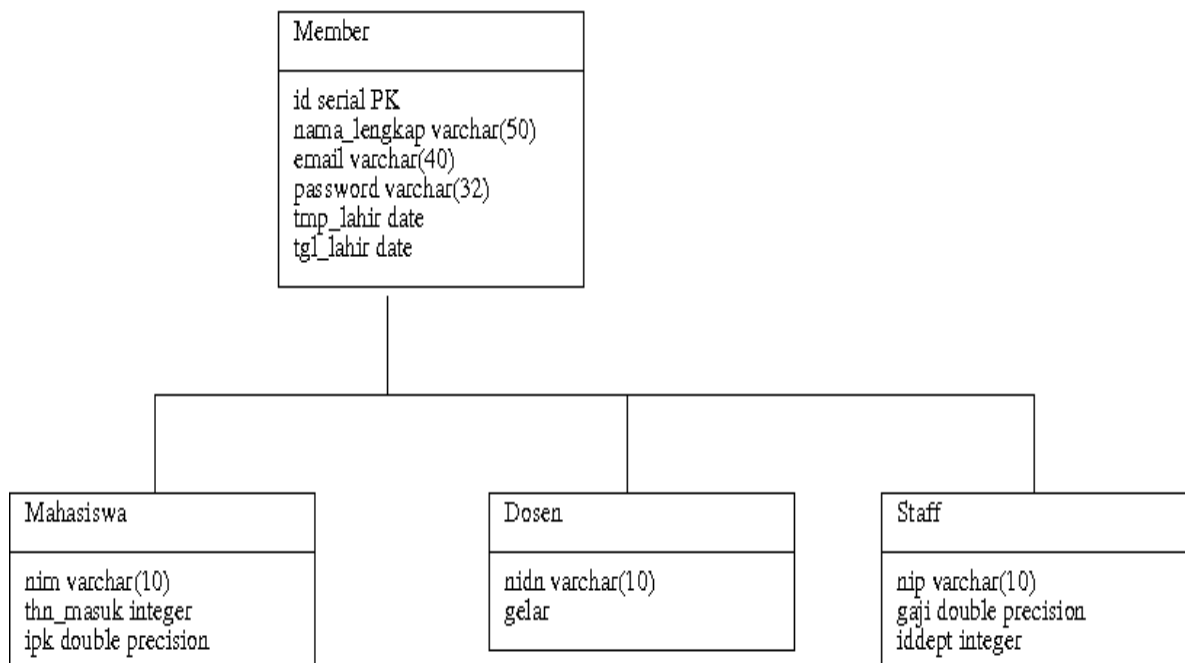 Member
id serial PK
nama_lengkap varchar(50)
email varchar(40)
password varchar(32)
tmp_lahir date
tgl_lahir date
Mahasiswa
nim varchar(10)
thn_masuk integer
ipk double precision
Dosen
nidn varchar(10)
gelar
Staff
nip varchar(10)
gaji double precision
iddept integer